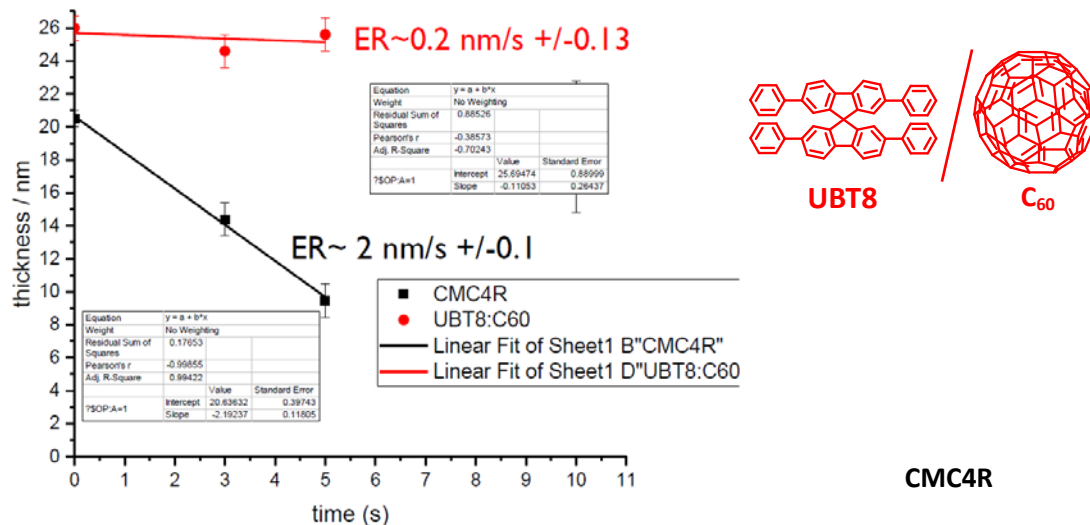 26
24
22
20
18
16
14
12
10
8
6
4
2
0
thickness / nm
0 1 2 3 4 5 6 7 8 9 10 11
time (s)
ER~0.2 nm/s +/-0.13
Equation y = a + b*x
Weight No Weighting
Residual Sum of Squares 0.88526
Pearson's r -0.38573
Adj. R-Square -0.70243
Value Standard Error
?$OP:A=1 Intercept 25.69474 0.88999
Slope -0.11053 0.26437
ER~ 2 nm/s +/-0.1
CMC4R
UBT8:C60
Linear Fit of Sheet1 B"CMC4R"
Linear Fit of Sheet1 D"UBT8:C60
Equation y = a + b*x
Weight No Weighting
Residual Sum of Squares 0.17653
Pearson's r -0.99855
Adj. R-Square 0.99422
Value Standard Error
?$OP:A=1 Intercept 20.63632 0.39743
Slope -2.19237 0.11805
UBT8
C60
CMC4R